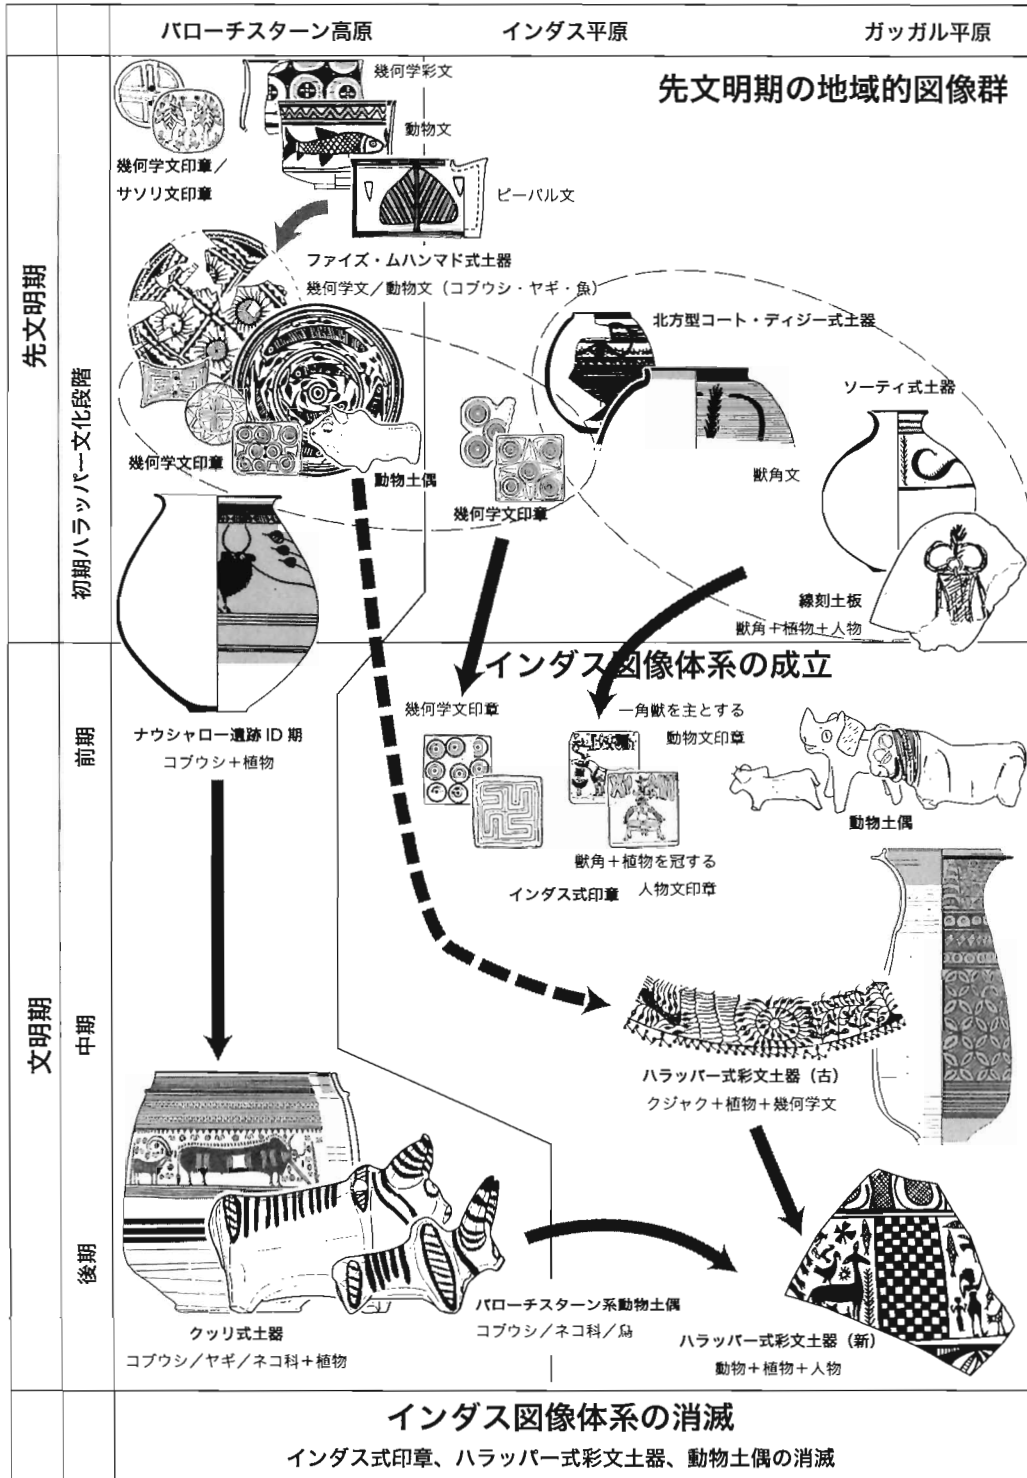 バローチスターン高原
インダス平原
ガッガル平原
先文明期の地域的図像群
幾何学彩文
動物文
幾何学文印章／
サソリ文印章
ピーパル文
ファイズ・ムハンマド式土器
幾何学文／動物文（コブウシ・ヤギ・魚）
先文明期
初期ハラッパー文化段階
北方型コート・ディジー式土器
ソーティ式土器
獣角文
幾何学文印章
動物土偶
幾何学文印章
線刻土板
獣角＋植物＋人物
インダス図像体系の成立
文明期
前期
ナウシャロー遺跡 ID 期
コブウシ＋植物
幾何学文印章
一角獣を主とする
動物文印章
動物土偶
獣角＋植物を冠する
人物文印章
インダス式印章
中期
ハラッパー式彩文土器（古）
クジャク＋植物＋幾何学文
後期
クッリ式土器
コブウシ／ヤギ／ネコ科＋植物
バローチスターン系動物土偶
コブウシ／ネコ科／鳥
ハラッパー式彩文土器（新）
動物＋植物＋人物
インダス図像体系の消滅
インダス式印章、ハラッパー式彩文土器、動物土偶の消滅